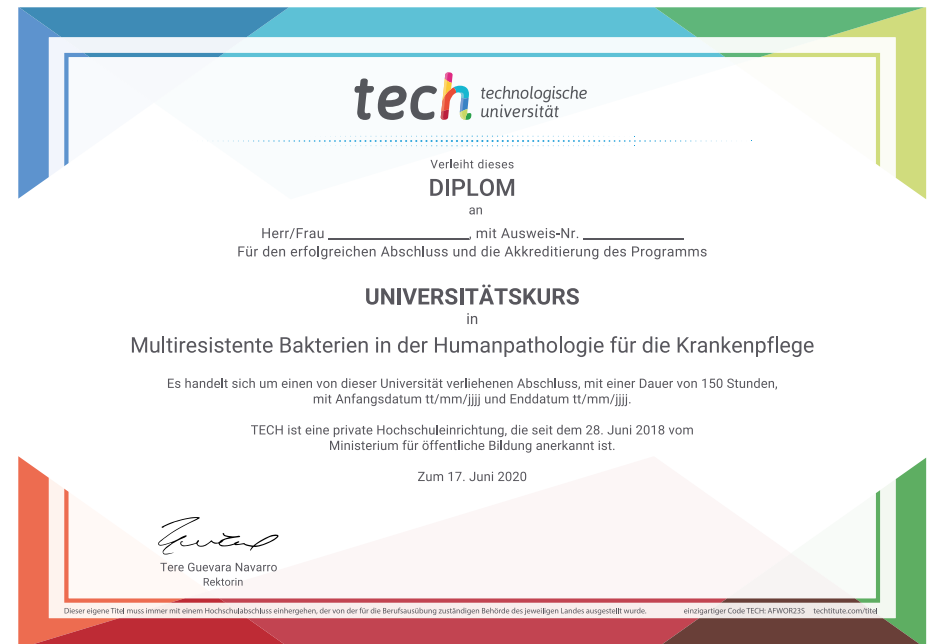 tech technologische
universität
Verleiht dieses
DIPLOM
an
Herr/Frau ____________________, mit Ausweis-Nr. ______________
Für den erfolgreichen Abschluss und die Akkreditierung des Programms
UNIVERSITÄTSKURS
in
Multiresistente Bakterien in der Humanpathologie für die Krankenpflege
Es handelt sich um einen von dieser Universität verliehenen Abschluss, mit einer Dauer von 150 Stunden,
mit Anfangsdatum tt/mm/jjjj und Enddatum tt/mm/jjjj.
TECH ist eine private Hochschuleinrichtung, die seit dem 28. Juni 2018 vom
Ministerium für öffentliche Bildung anerkannt ist.
Zum 17. Juni 2020
Tere Guevara Navarro
Rektorin
Dieser eigene Titel muss immer mit einem Hochschulabschluss einhergehen, der von der für die Berufsausübung zuständigen Behörde des jeweiligen Landes ausgestellt wurde. einzigartiger Code TECH: AFWOR23S techtitute.com/titel